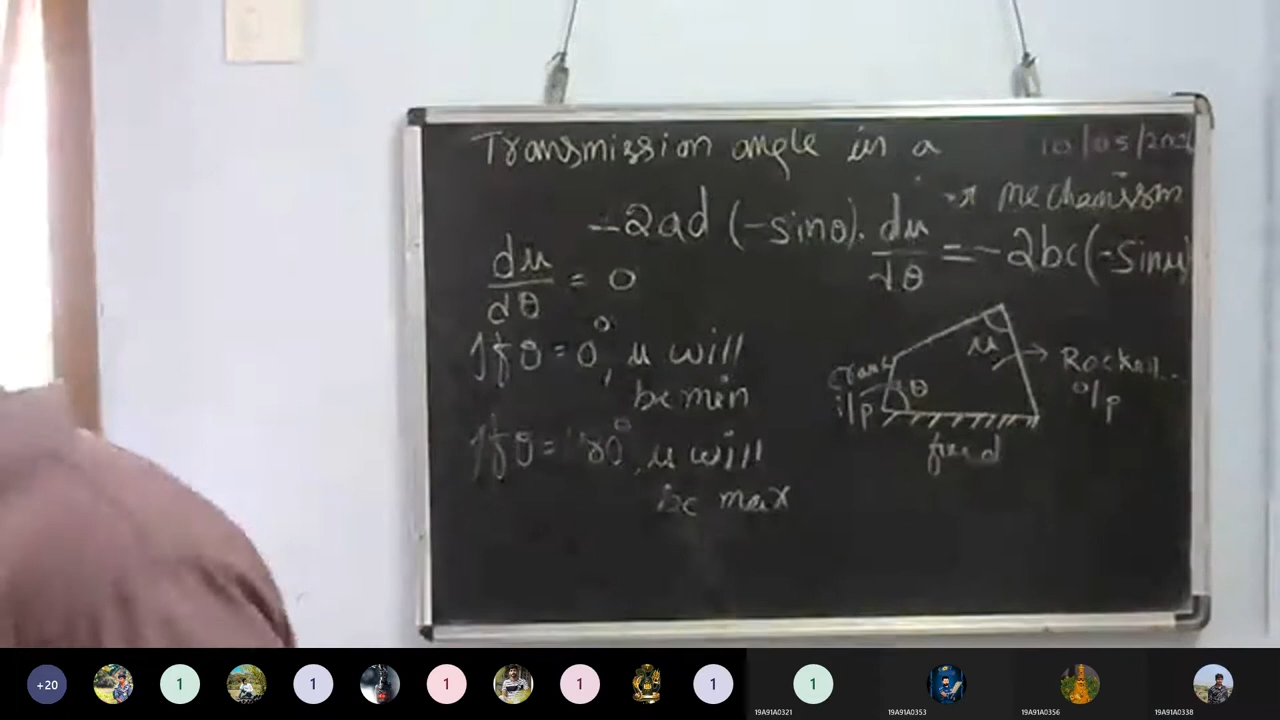 Transmission angle in a
mechanism
10/05/202
-2ad (-sinθ). dμ/dθ = -2bc(-sinμ)
dμ/dθ = 0
If θ = 0°, μ will
be min
If θ = 180°, μ will
be max
μ
Crank
θ
i/p
Rocker
o/p
fixed
+20
1
1
1
1
1
1
19A91A0321
19A91A0353
19A91A0356
19A91A0338